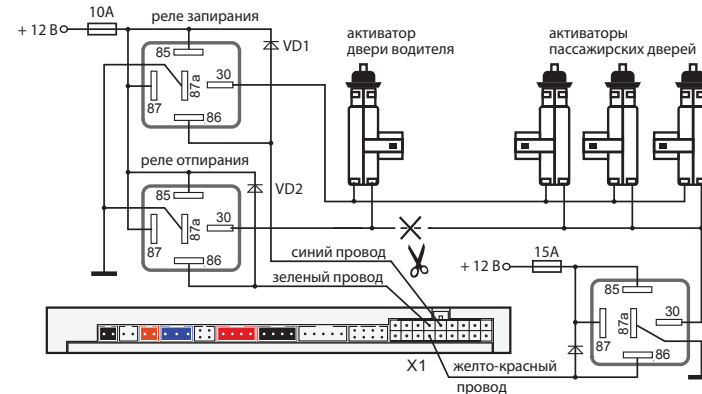 10А
реле запирания
+ 12 В
85
VD1
30
87а
87
86
активатор
двери водителя
активаторы
пассажирских дверей
реле отпирания
85
VD2
30
87а
87
86
синий провод
зеленый провод
15А
+ 12 В
85
30
87а
87
86
X1
желто-красный
провод